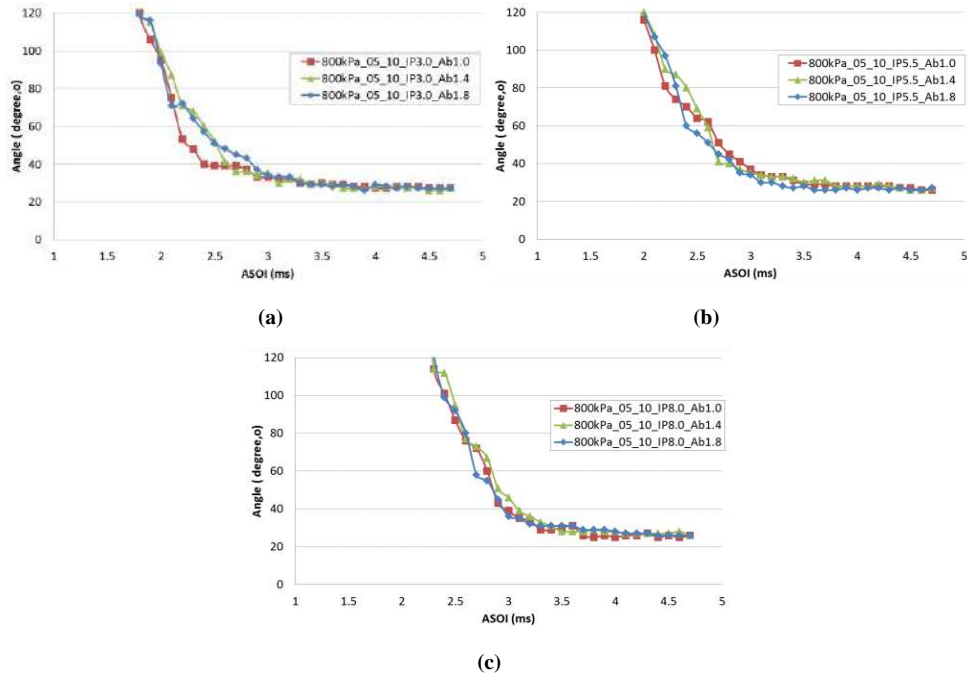 120
100
80
60
40
20
0
Angle ( degree,o)
800kPa_05_10_IP3.0_Ab1.0
800kPa_05_10_IP3.0_Ab1.4
800kPa_05_10_IP3.0_Ab1.8
1 1.5 2 2.5 3 3.5 4 4.5 5
ASOI (ms)
(a)
120
100
80
60
40
20
0
Angle ( degree,o)
800kPa_05_10_IP5.5_Ab1.0
800kPa_05_10_IP5.5_Ab1.4
800kPa_05_10_IP5.5_Ab1.8
1 1.5 2 2.5 3 3.5 4 4.5 5
ASOI (ms)
(b)
120
100
80
60
40
20
0
Angle ( degree,o)
800kPa_05_10_IP8.0_Ab1.0
800kPa_05_10_IP8.0_Ab1.4
800kPa_05_10_IP8.0_Ab1.8
1 1.5 2 2.5 3 3.5 4 4.5 5
ASOI (ms)
(c)